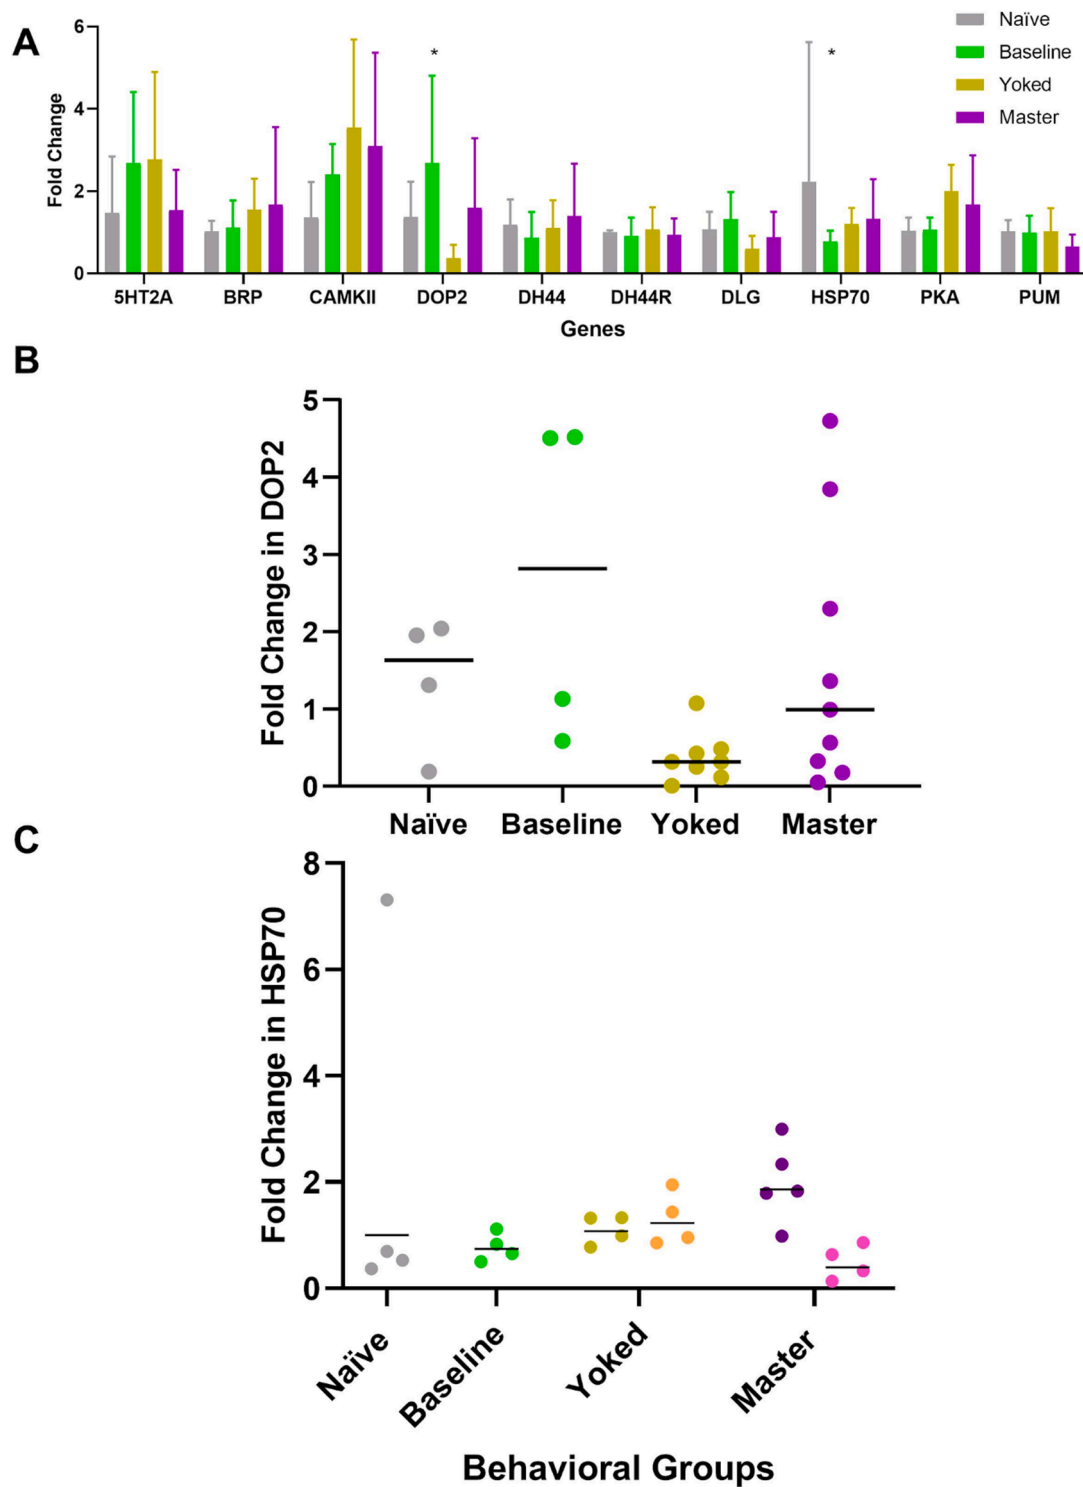 A
Fold Change
6
4
2
0
*
*
Naïve
Baseline
Yoked
Master
5HT2A BRP CAMKII DOP2 DH44 DH44R DLG HSP70 PKA PUM
Genes
B
Fold Change in DOP2
5
4
3
2
1
0
Naïve Baseline Yoked Master
C
Fold Change in HSP70
8
6
4
2
0
Naïve Baseline Yoked Master
Behavioral Groups